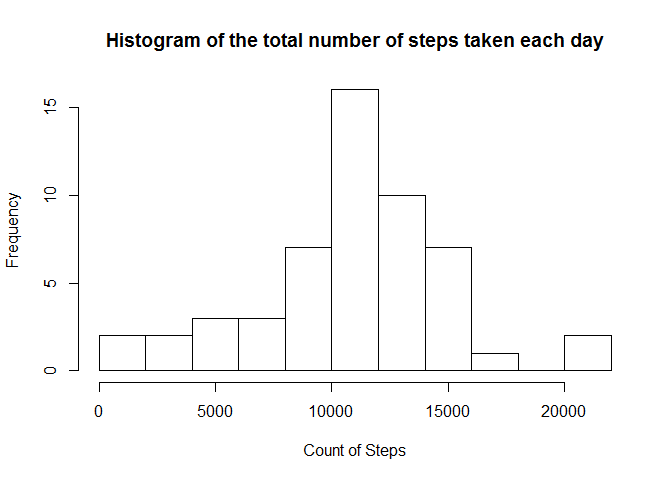 Histogram of the total number of steps taken each day
Frequency
15
10
5
0
0 5000 10000 15000 20000
Count of Steps